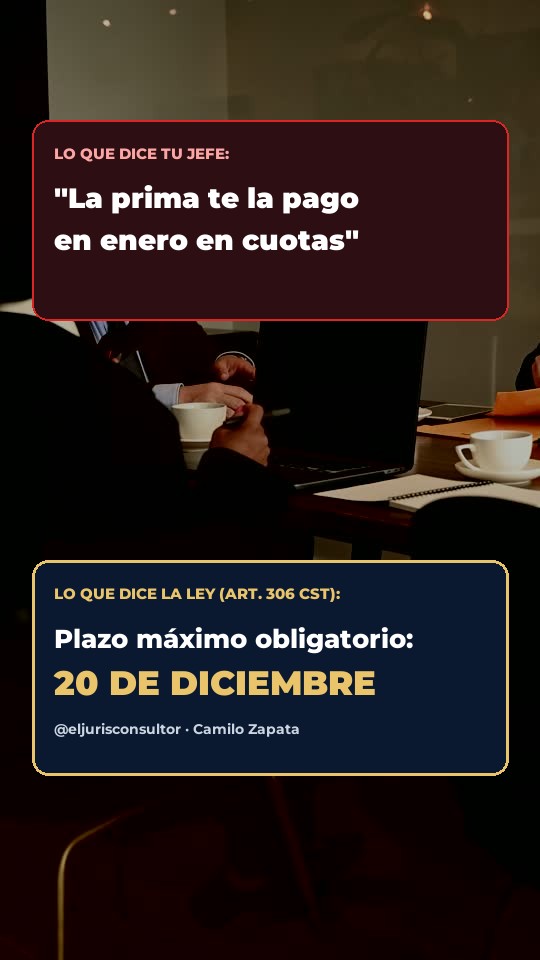 LO QUE DICE TU JEFE:
"La prima te la pago
en enero en cuotas"
LO QUE DICE LA LEY (ART. 306 CST):
Plazo máximo obligatorio:
20 DE DICIEMBRE
@eljurisconsultor · Camilo Zapata